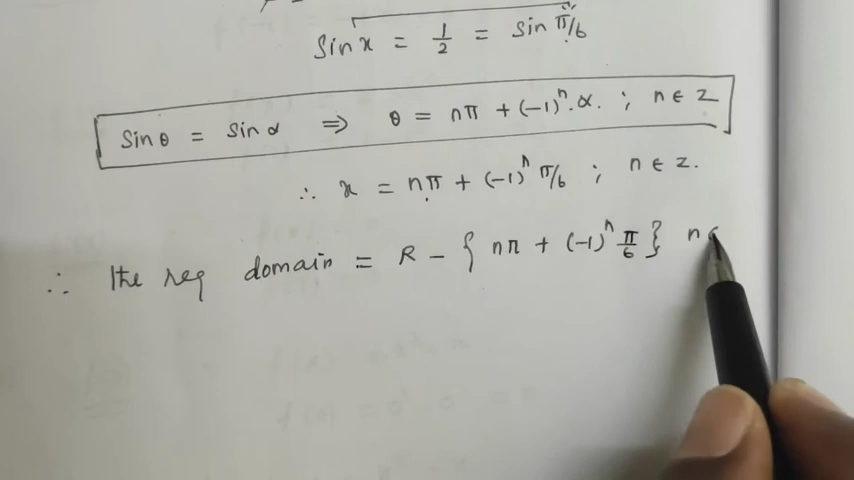 Sin x = 1/2 = Sin π/6
Sin θ = Sin α ⇒ θ = nπ + (-1)ⁿ.α. ; n ∈ Z
∴ x = nπ + (-1)ⁿ π/6 ; n ∈ Z.
∴ the req domain = R - { nπ + (-1)ⁿ π/6 } n